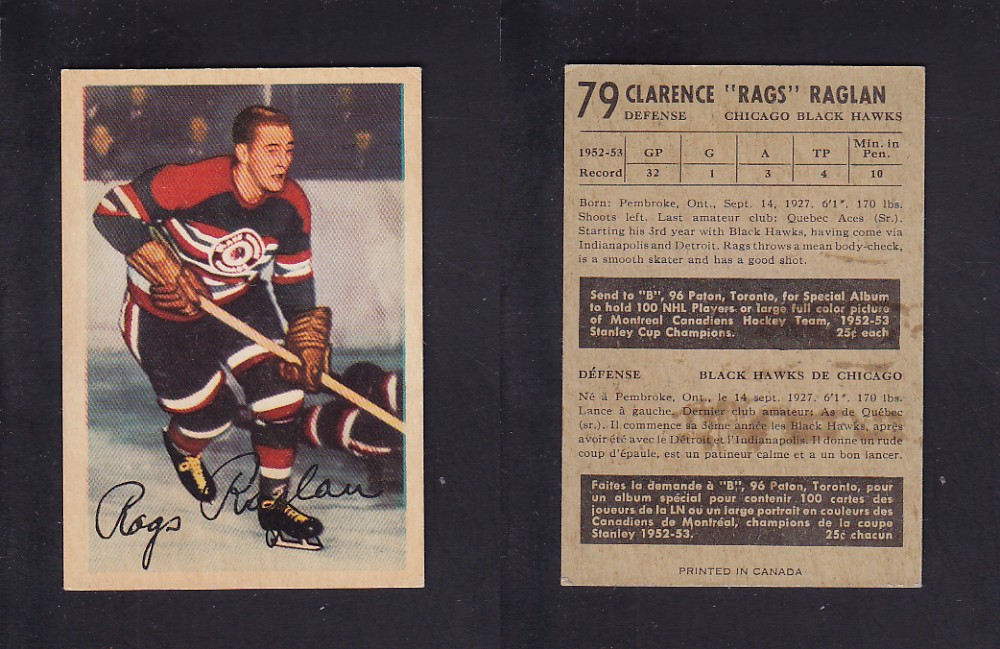 Rags Raglan
BLACK HAWKS
79 CLARENCE "RAGS" RAGLAN
DEFENSE CHICAGO BLACK HAWKS
1952-53 GP G A TP Min. in Pen.
Record 32 1 3 4 10
Born: Pembroke, Ont., Sept. 14, 1927. 6'1". 170 lbs.
Shoots left. Last amateur club: Quebec Aces (Sr.).
Starting his 3rd year with Black Hawks, having come via
Indianapolis and Detroit. Rags throws a mean body-check,
is a smooth skater and has a good shot.
Send to "B", 96 Paton, Toronto, for Special Album
to hold 100 NHL Players or large full color picture
of Montreal Canadiens Hockey Team, 1952-53
Stanley Cup Champions. 25¢ each
DÉFENSE BLACK HAWKS DE CHICAGO
Né à Pembroke, Ont., le 14 sept. 1927. 6'1". 170 lbs.
Lance à gauche. Dernier club amateur: As de Québec
(sr.). Il commence sa 3ème année les Black Hawks, après
avoir été avec le Détroit et l'Indianapolis. Il donne un rude
coup d'épaule, est un patineur calme et a un bon lancer.
Faites la demande à "B", 96 Paton, Toronto, pour
un album spécial pour contenir 100 cartes des
joueurs de la LN ou un large portrait en couleurs des
Canadiens de Montréal, champions de la coupe
Stanley 1952-53. 25¢ chacun
PRINTED IN CANADA